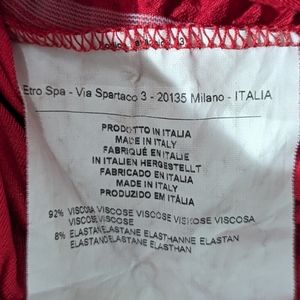 Etro Spa - Via Spartaco 3 - 20135 Milano - ITALIA
PRODOTTO IN ITALIA
MADE IN ITALY
FABRIQUÉ EN ITALIE
IN ITALIEN HERGESTELLT
FABRICADO EN ITALIA
MADE IN ITALY
PRODUZIDO EM ITÁLIA
92% VISCOSA VISCOSE VISCOSE VISKOSE VISCOSA
VISCOSE VISCOSE
8% ELASTAN ELASTANE ELASTHANNE ELASTAN
ELASTANO ELASTANE ELASTHAN